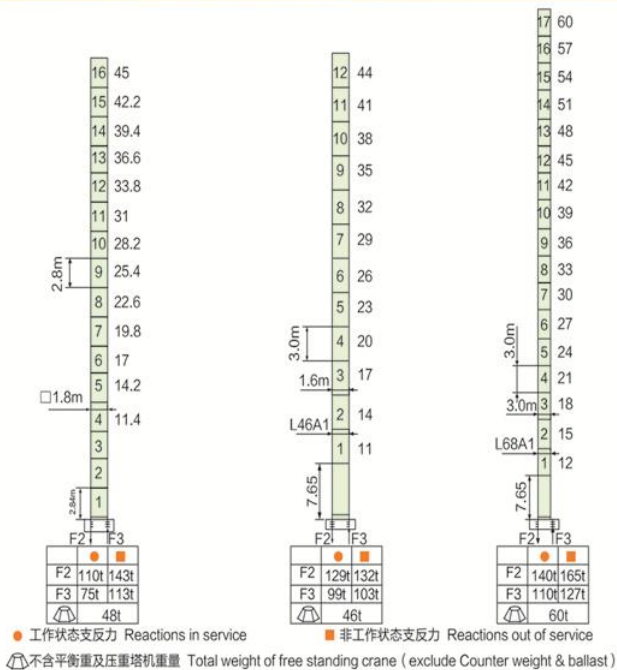 16 45
15 42.2
14 39.4
13 36.6
12 33.8
11 31
10 28.2
9 25.4
8 22.6
7 19.8
6 17
5 14.2
4 11.4
3
2
1
2.8m
□1.8m
2.84m
F2 F3
F2 110t 143t
F3 75t 113t
48t
12 44
11 41
10 38
9 35
8 32
7 29
6 26
5 23
4 20
3 17
2 14
1 11
3.0m
1.6m
L46A1
7.65
F2 F3
F2 129t 132t
F3 99t 103t
46t
17 60
16 57
15 54
14 51
13 48
12 45
11 42
10 39
9 36
8 33
7 30
6 27
5 24
4 21
3 18
2 15
1 12
3.0m
3.0m
L68A1
7.65
F2 F3
F2 140t 165t
F3 110t 127t
60t
工作状态支反力 Reactions in service
非工作状态支反力 Reactions out of service
不含平衡重及压重塔机重量 Total weight of free standing crane ( exclude Counter weight & ballast )